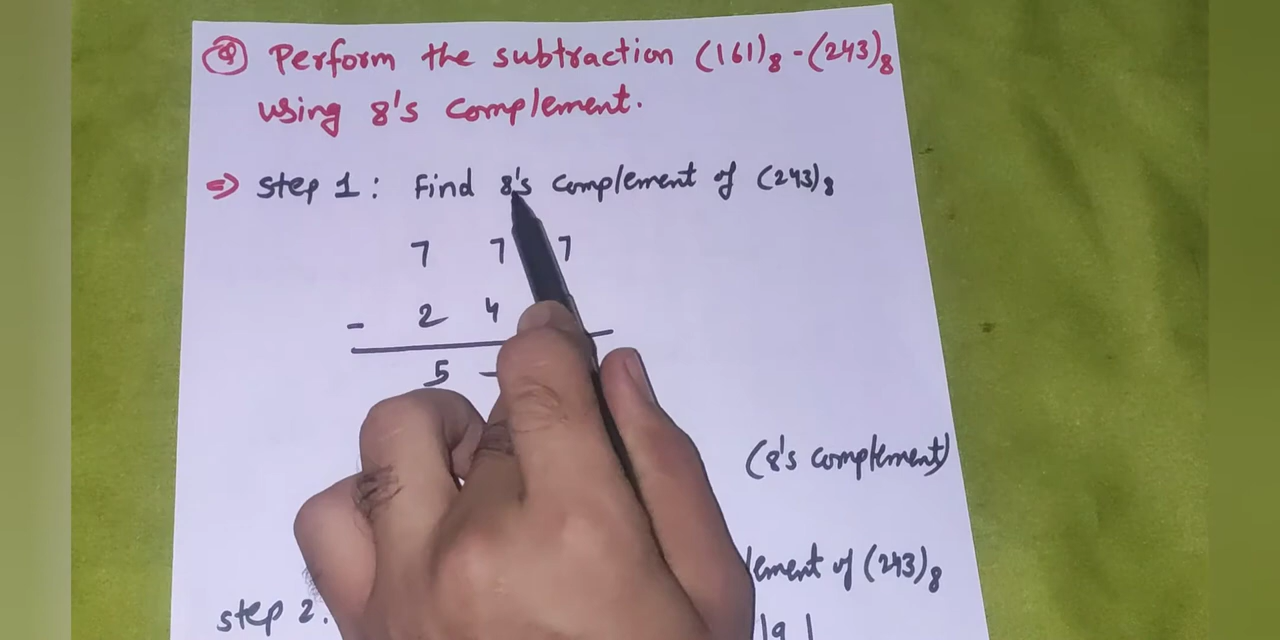 Q Perform the subtraction (161)8 - (243)8
using 8's complement.
⇒ Step 1: Find 8's complement of (243)8
7 7 7
- 2 4
5
(8's complement)
of (243)8
step 2.